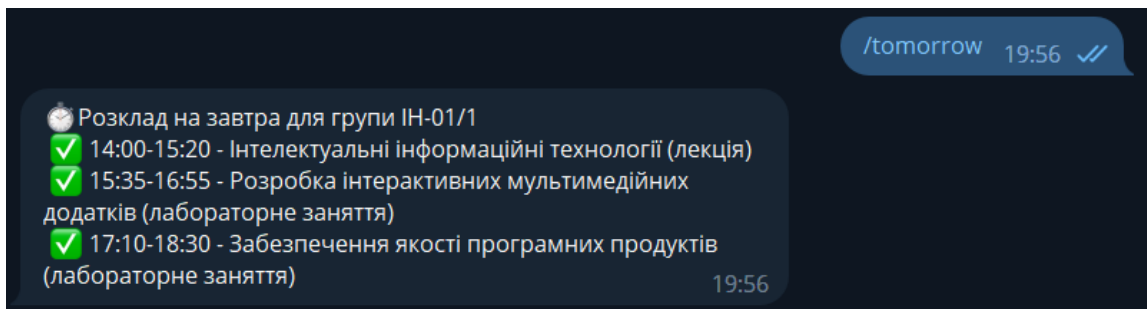 /tomorrow 19:56
⏱Розклад на завтра для групи ІН-01/1
✅ 14:00-15:20 - Інтелектуальні інформаційні технології (лекція)
✅ 15:35-16:55 - Розробка інтерактивних мультимедійних
додатків (лабораторне заняття)
✅ 17:10-18:30 - Забезпечення якості програмних продуктів
(лабораторне заняття) 19:56